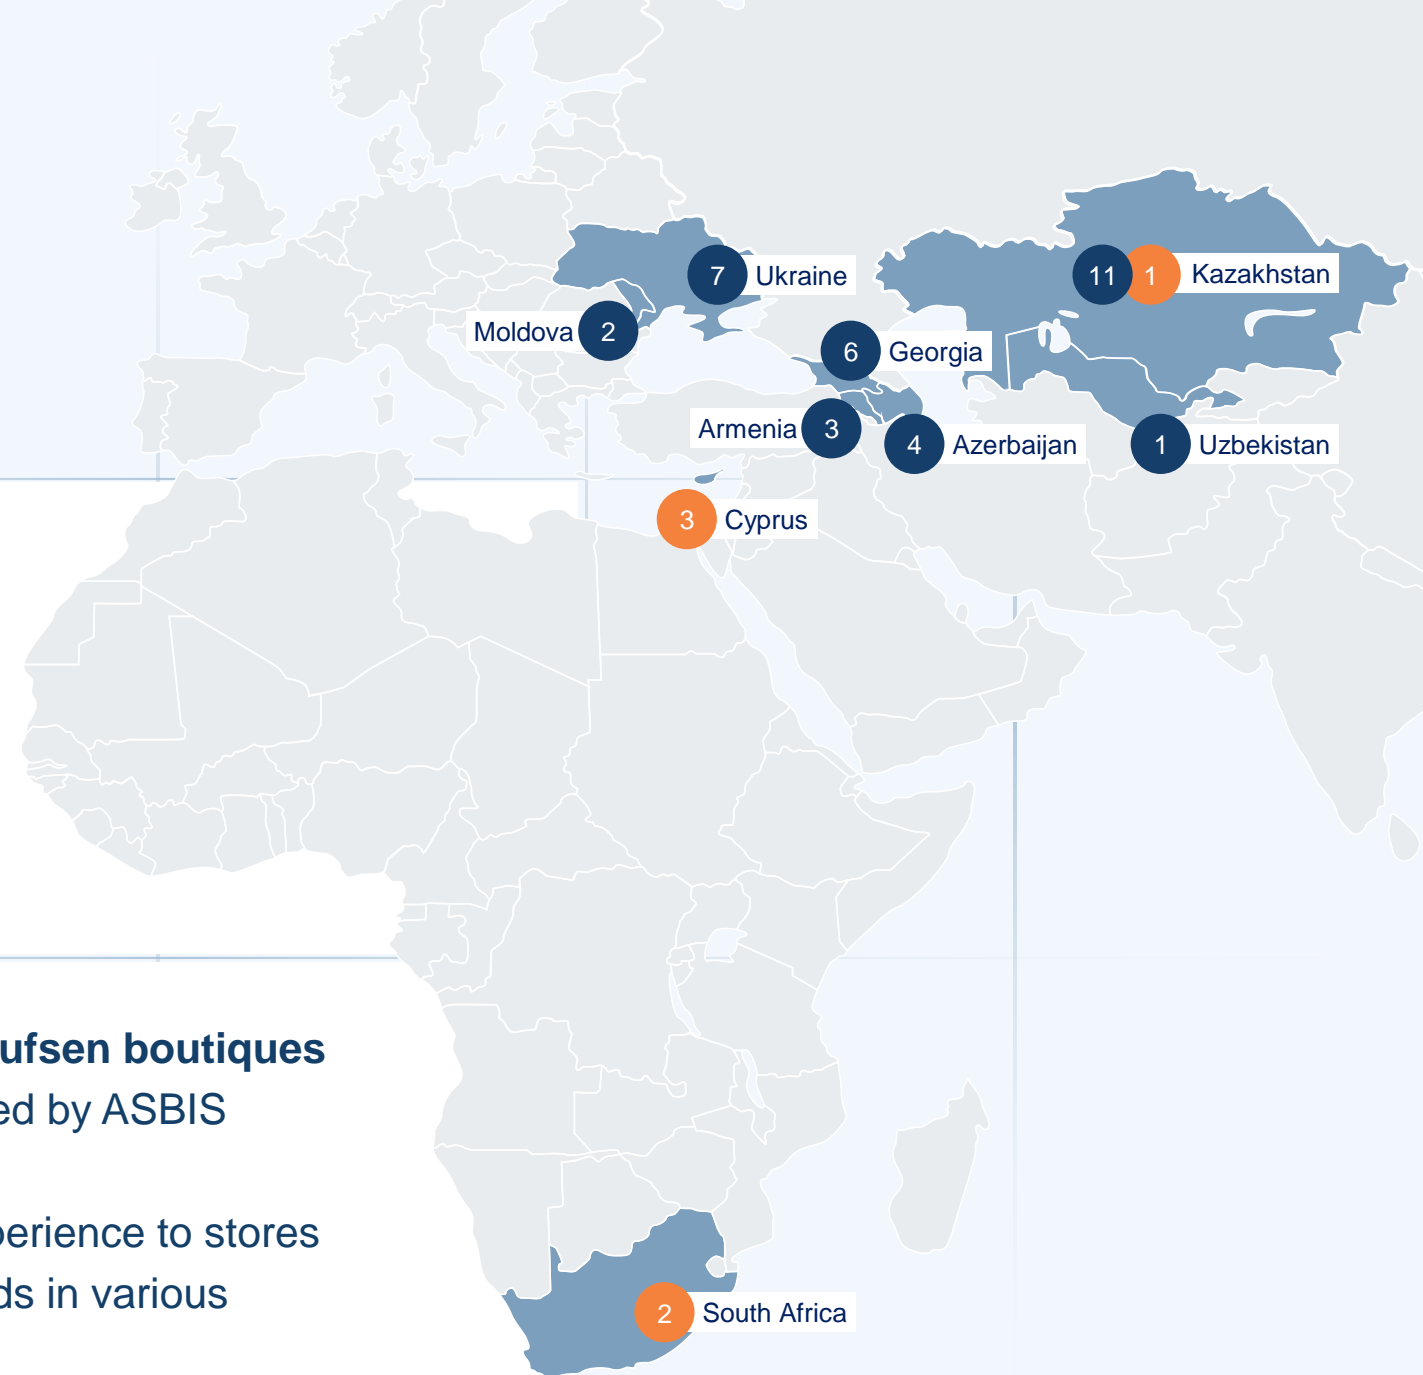 7 Ukraine
11 1 Kazakhstan
Moldova 2
6 Georgia
Armenia 3
4 Azerbaijan
1 Uzbekistan
3 Cyprus
ufsen boutiques
ed by ASBIS
perience to stores
ds in various
2 South Africa